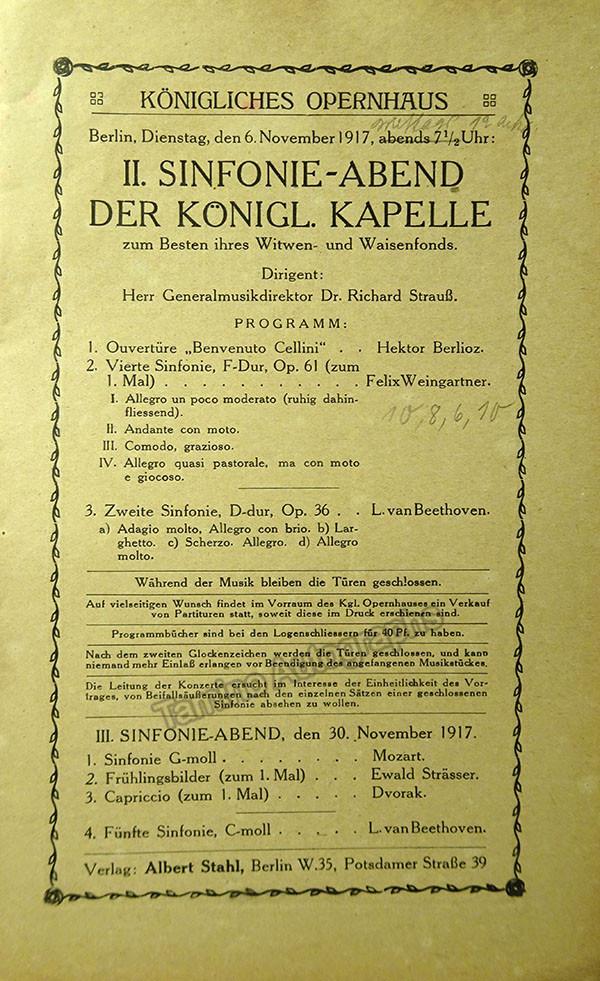 KÖNIGLICHES OPERNHAUS
Berlin, Dienstag, den 6. November 1917, abends 7½ Uhr:
II. SINFONIE-ABEND
DER KÖNIGL. KAPELLE
zum Besten ihres Witwen- und Waisenfonds.
Dirigent:
Herr Generalmusikdirektor Dr. Richard Strauß.
PROGRAMM:
1. Ouvertüre „Benvenuto Cellini“ . . Hektor Berlioz.
2. Vierte Sinfonie, F-Dur, Op. 61 (zum
1. Mal) . . . . . . . . . . . Felix Weingartner.
I. Allegro un poco moderato (ruhig dahin-
fliessend).
10, 8, 6, 10
II. Andante con moto.
III. Comodo, grazioso.
IV. Allegro quasi pastorale, ma con moto
e giocoso.
3. Zweite Sinfonie, D-dur, Op. 36 . . L. van Beethoven.
a) Adagio molto, Allegro con brio. b) Lar-
ghetto. c) Scherzo. Allegro. d) Allegro
molto.
Während der Musik bleiben die Türen geschlossen.
Auf vielseitigen Wunsch findet im Vorraum des Kgl. Opernhauses ein Verkauf
von Partituren statt, soweit diese im Druck erschienen sind.
Programmbücher sind bei den Logenschliessern für 40 Pf. zu haben.
Nach dem zweiten Glockenzeichen werden die Türen geschlossen, und kann
niemand mehr Einlaß erlangen vor Beendigung des angefangenen Musikstückes.
Die Leitung der Konzerte ersucht im Interesse der Einheitlichkeit des Vor-
trages, von Beifallsäußerungen nach den einzelnen Sätzen einer geschlossenen
Sinfonie absehen zu wollen.
Tamino Autographs
III. SINFONIE-ABEND, den 30. November 1917.
1. Sinfonie G-moll . . . . . . . . Mozart.
2. Frühlingsbilder (zum 1. Mal) . . . Ewald Strässer.
3. Capriccio (zum 1. Mal) . . . . . Dvorak.
4. Fünfte Sinfonie, C-moll . . . . . L. van Beethoven.
Verlag: Albert Stahl, Berlin W. 35, Potsdamer Straße 39